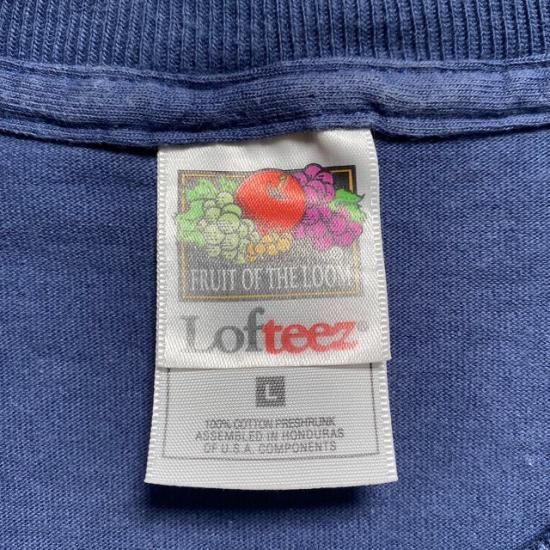 FRUIT OF THE LOOM
Lofteez®
L
100% COTTON PRESHRUNK
ASSEMBLED IN HONDURAS
OF U.S.A. COMPONENTS